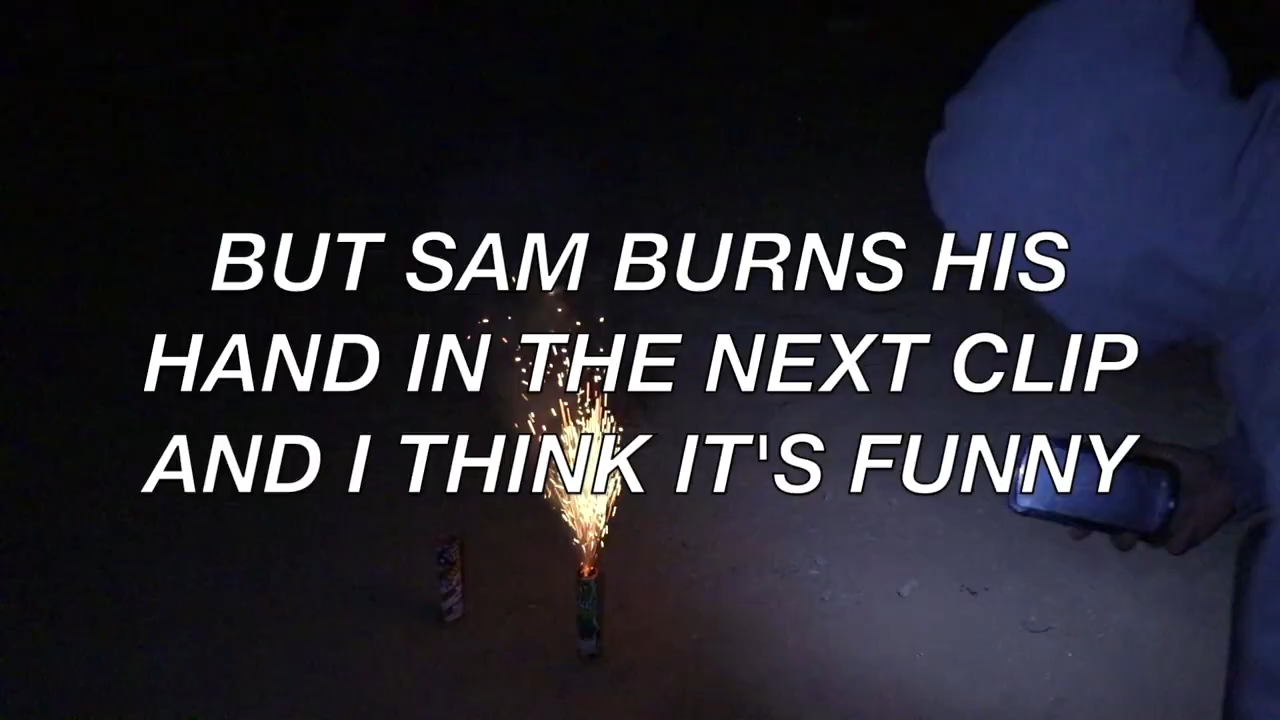 BUT SAM BURNS HIS
HAND IN THE NEXT CLIP
AND I THINK IT'S FUNNY